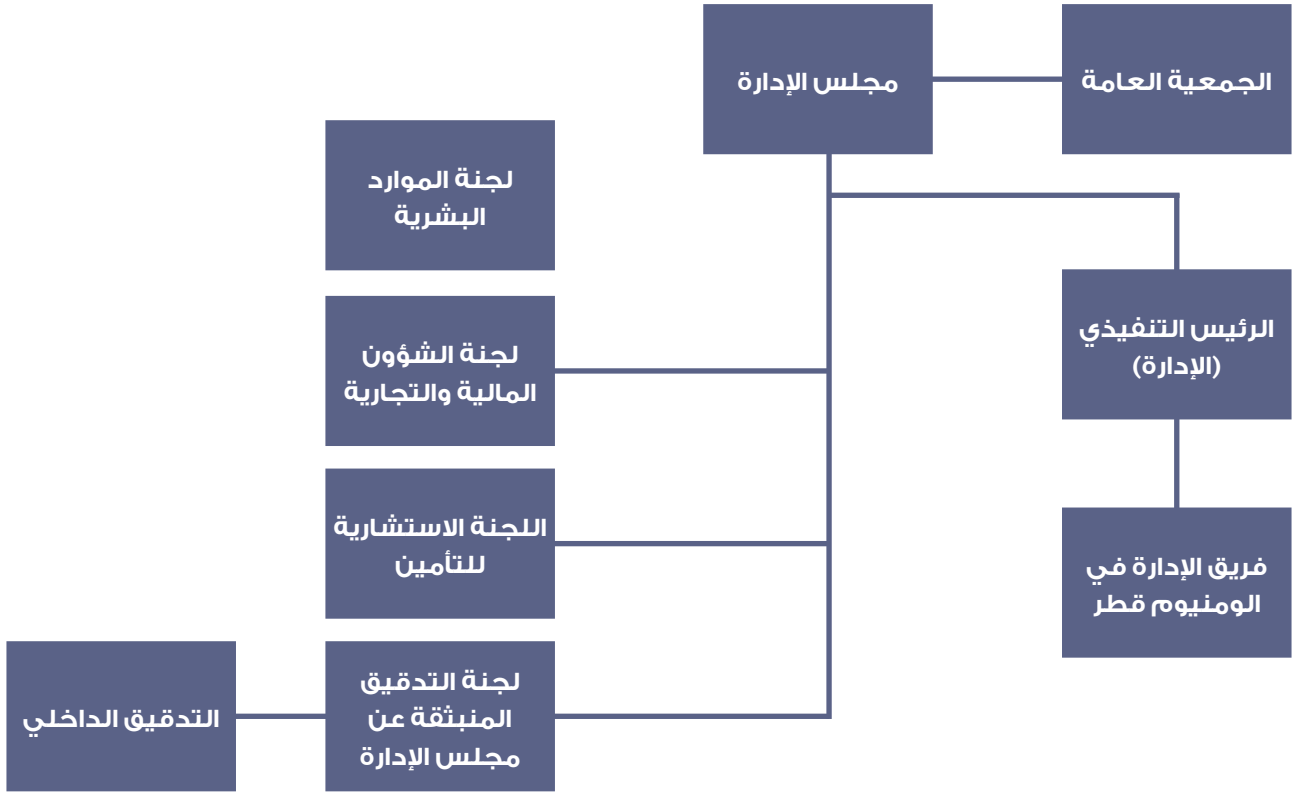 الجمعية العامة
مجلس الإدارة
لجنة الموارد
البشرية
الرئيس التنفيذي
(الإدارة)
لجنة الشؤون
المالية والتجارية
اللجنة الاستشارية
للتأمين
فريق الإدارة في
الومنيوم قطر
لجنة التدقيق
المنبثقة عن
مجلس الإدارة
التدقيق الداخلي